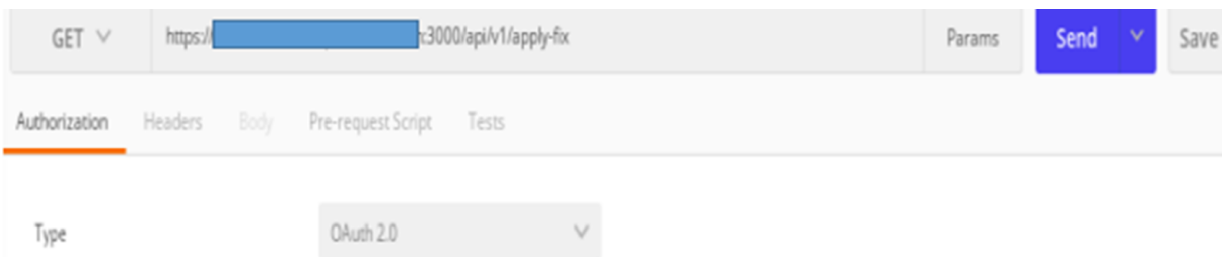 GET https:// :3000/api/v1/apply-fix Params Send Save
Authorization Headers Body Pre-request Script Tests
Type OAuth 2.0